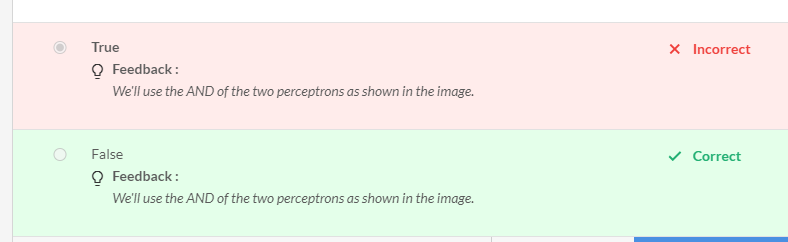 True
Incorrect
Feedback :
We'll use the AND of the two perceptrons as shown in the image.
False
Correct
Feedback :
We'll use the AND of the two perceptrons as shown in the image.